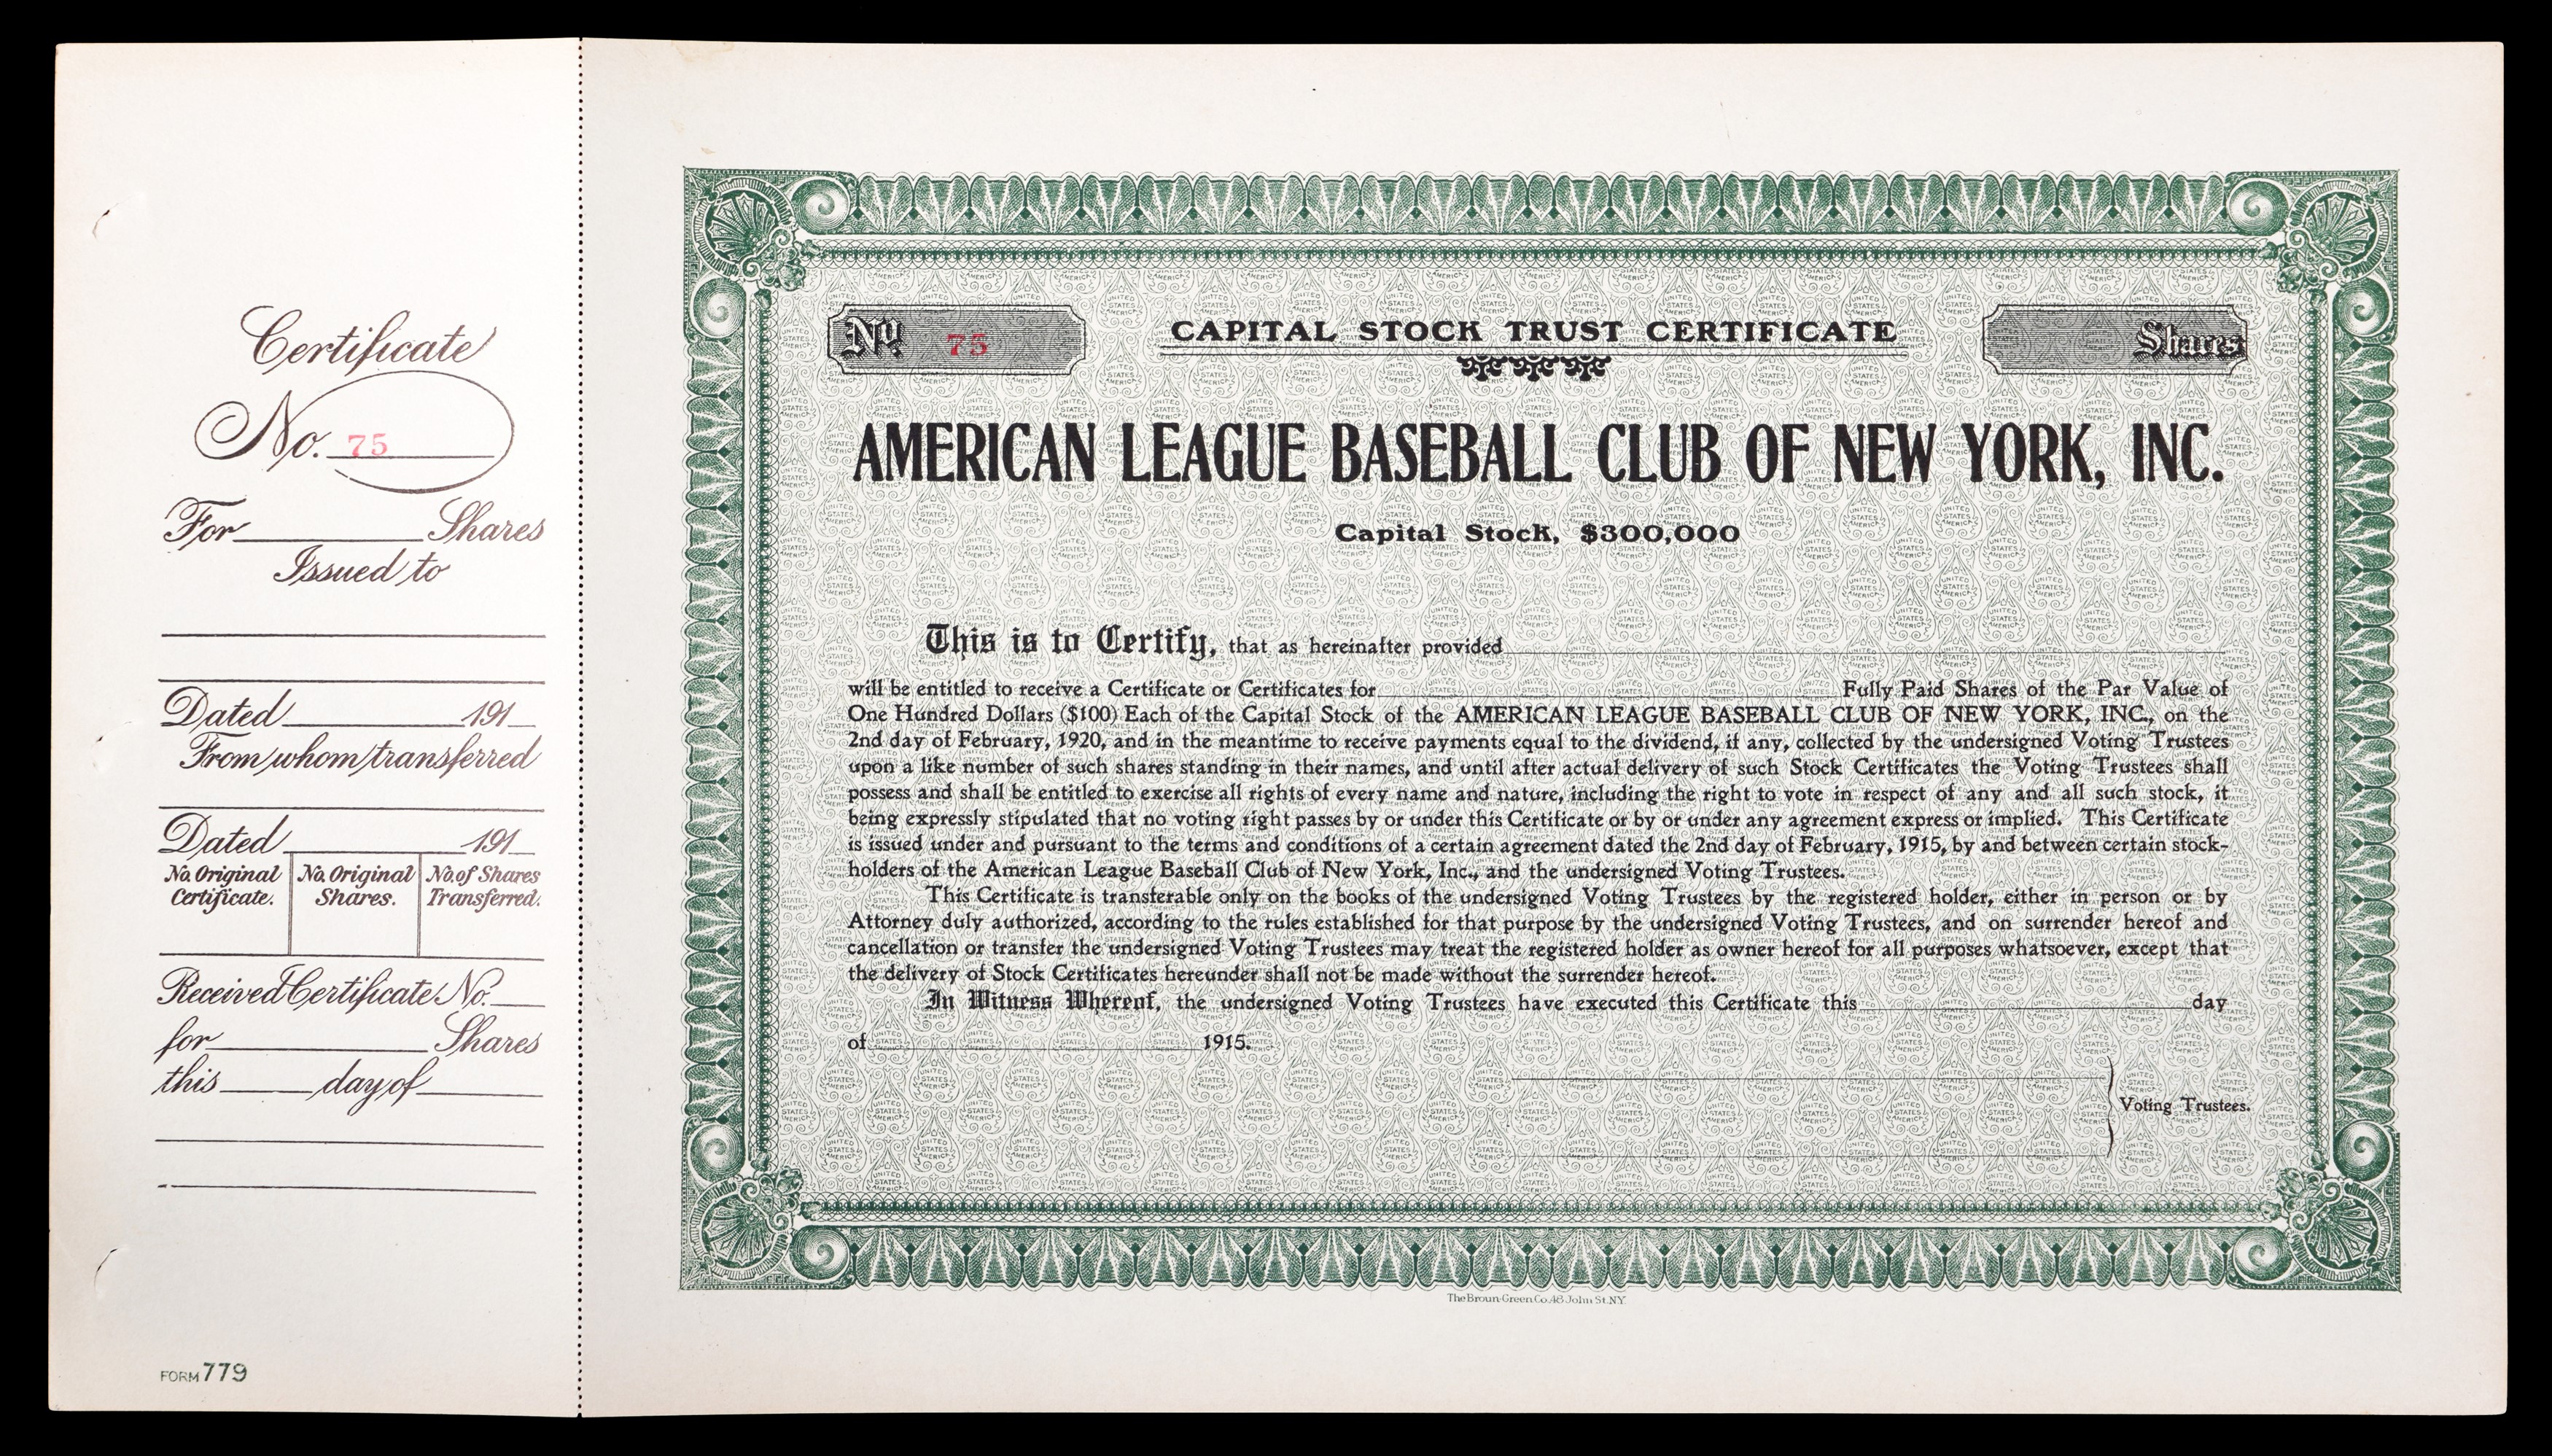 Certificate
No. 75
For Shares
Issued to
Dated 191
From whom transferred
Dated 191
No. Original Certificate. No. Original Shares. No. of Shares Transferred.
Received Certificate No.
for Shares
this day of
FORM 779
No. 75
CAPITAL STOCK TRUST CERTIFICATE
Shares
AMERICAN LEAGUE BASEBALL CLUB OF NEW YORK, INC.
Capital Stock, $300,000
This is to Certify, that as hereinafter provided
will be entitled to receive a Certificate or Certificates for Fully Paid Shares of the Par Value of
One Hundred Dollars ($100) Each of the Capital Stock of the AMERICAN LEAGUE BASEBALL CLUB OF NEW YORK, INC., on the
2nd day of February, 1920, and in the meantime to receive payments equal to the dividend, if any, collected by the undersigned Voting Trustees
upon a like number of such shares standing in their names, and until after actual delivery of such Stock Certificates the Voting Trustees shall
possess and shall be entitled to exercise all rights of every name and nature, including the right to vote in respect of any and all such stock, it
being expressly stipulated that no voting right passes by or under this Certificate or by or under any agreement express or implied. This Certificate
is issued under and pursuant to the terms and conditions of a certain agreement dated the 2nd day of February, 1915, by and between certain stock-
holders of the American League Baseball Club of New York, Inc., and the undersigned Voting Trustees.
This Certificate is transferable only on the books of the undersigned Voting Trustees by the registered holder, either in person or by
Attorney duly authorized, according to the rules established for that purpose by the undersigned Voting Trustees, and on surrender hereof and
cancellation or transfer the undersigned Voting Trustees may treat the registered holder as owner hereof for all purposes whatsoever, except that
the delivery of Stock Certificates hereunder shall not be made without the surrender hereof.
In Witness Whereof, the undersigned Voting Trustees have executed this Certificate this day
of 1915.
Voting Trustees.
The Broun-Green Co. 48 John St. N.Y.